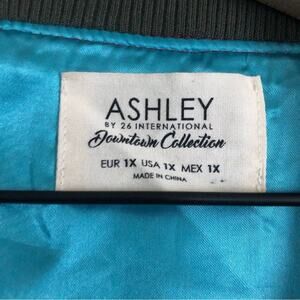 ASHLEY
BY 26 INTERNATIONAL
Downtown Collection
EUR 1X USA 1X MEX 1X
MADE IN CHINA